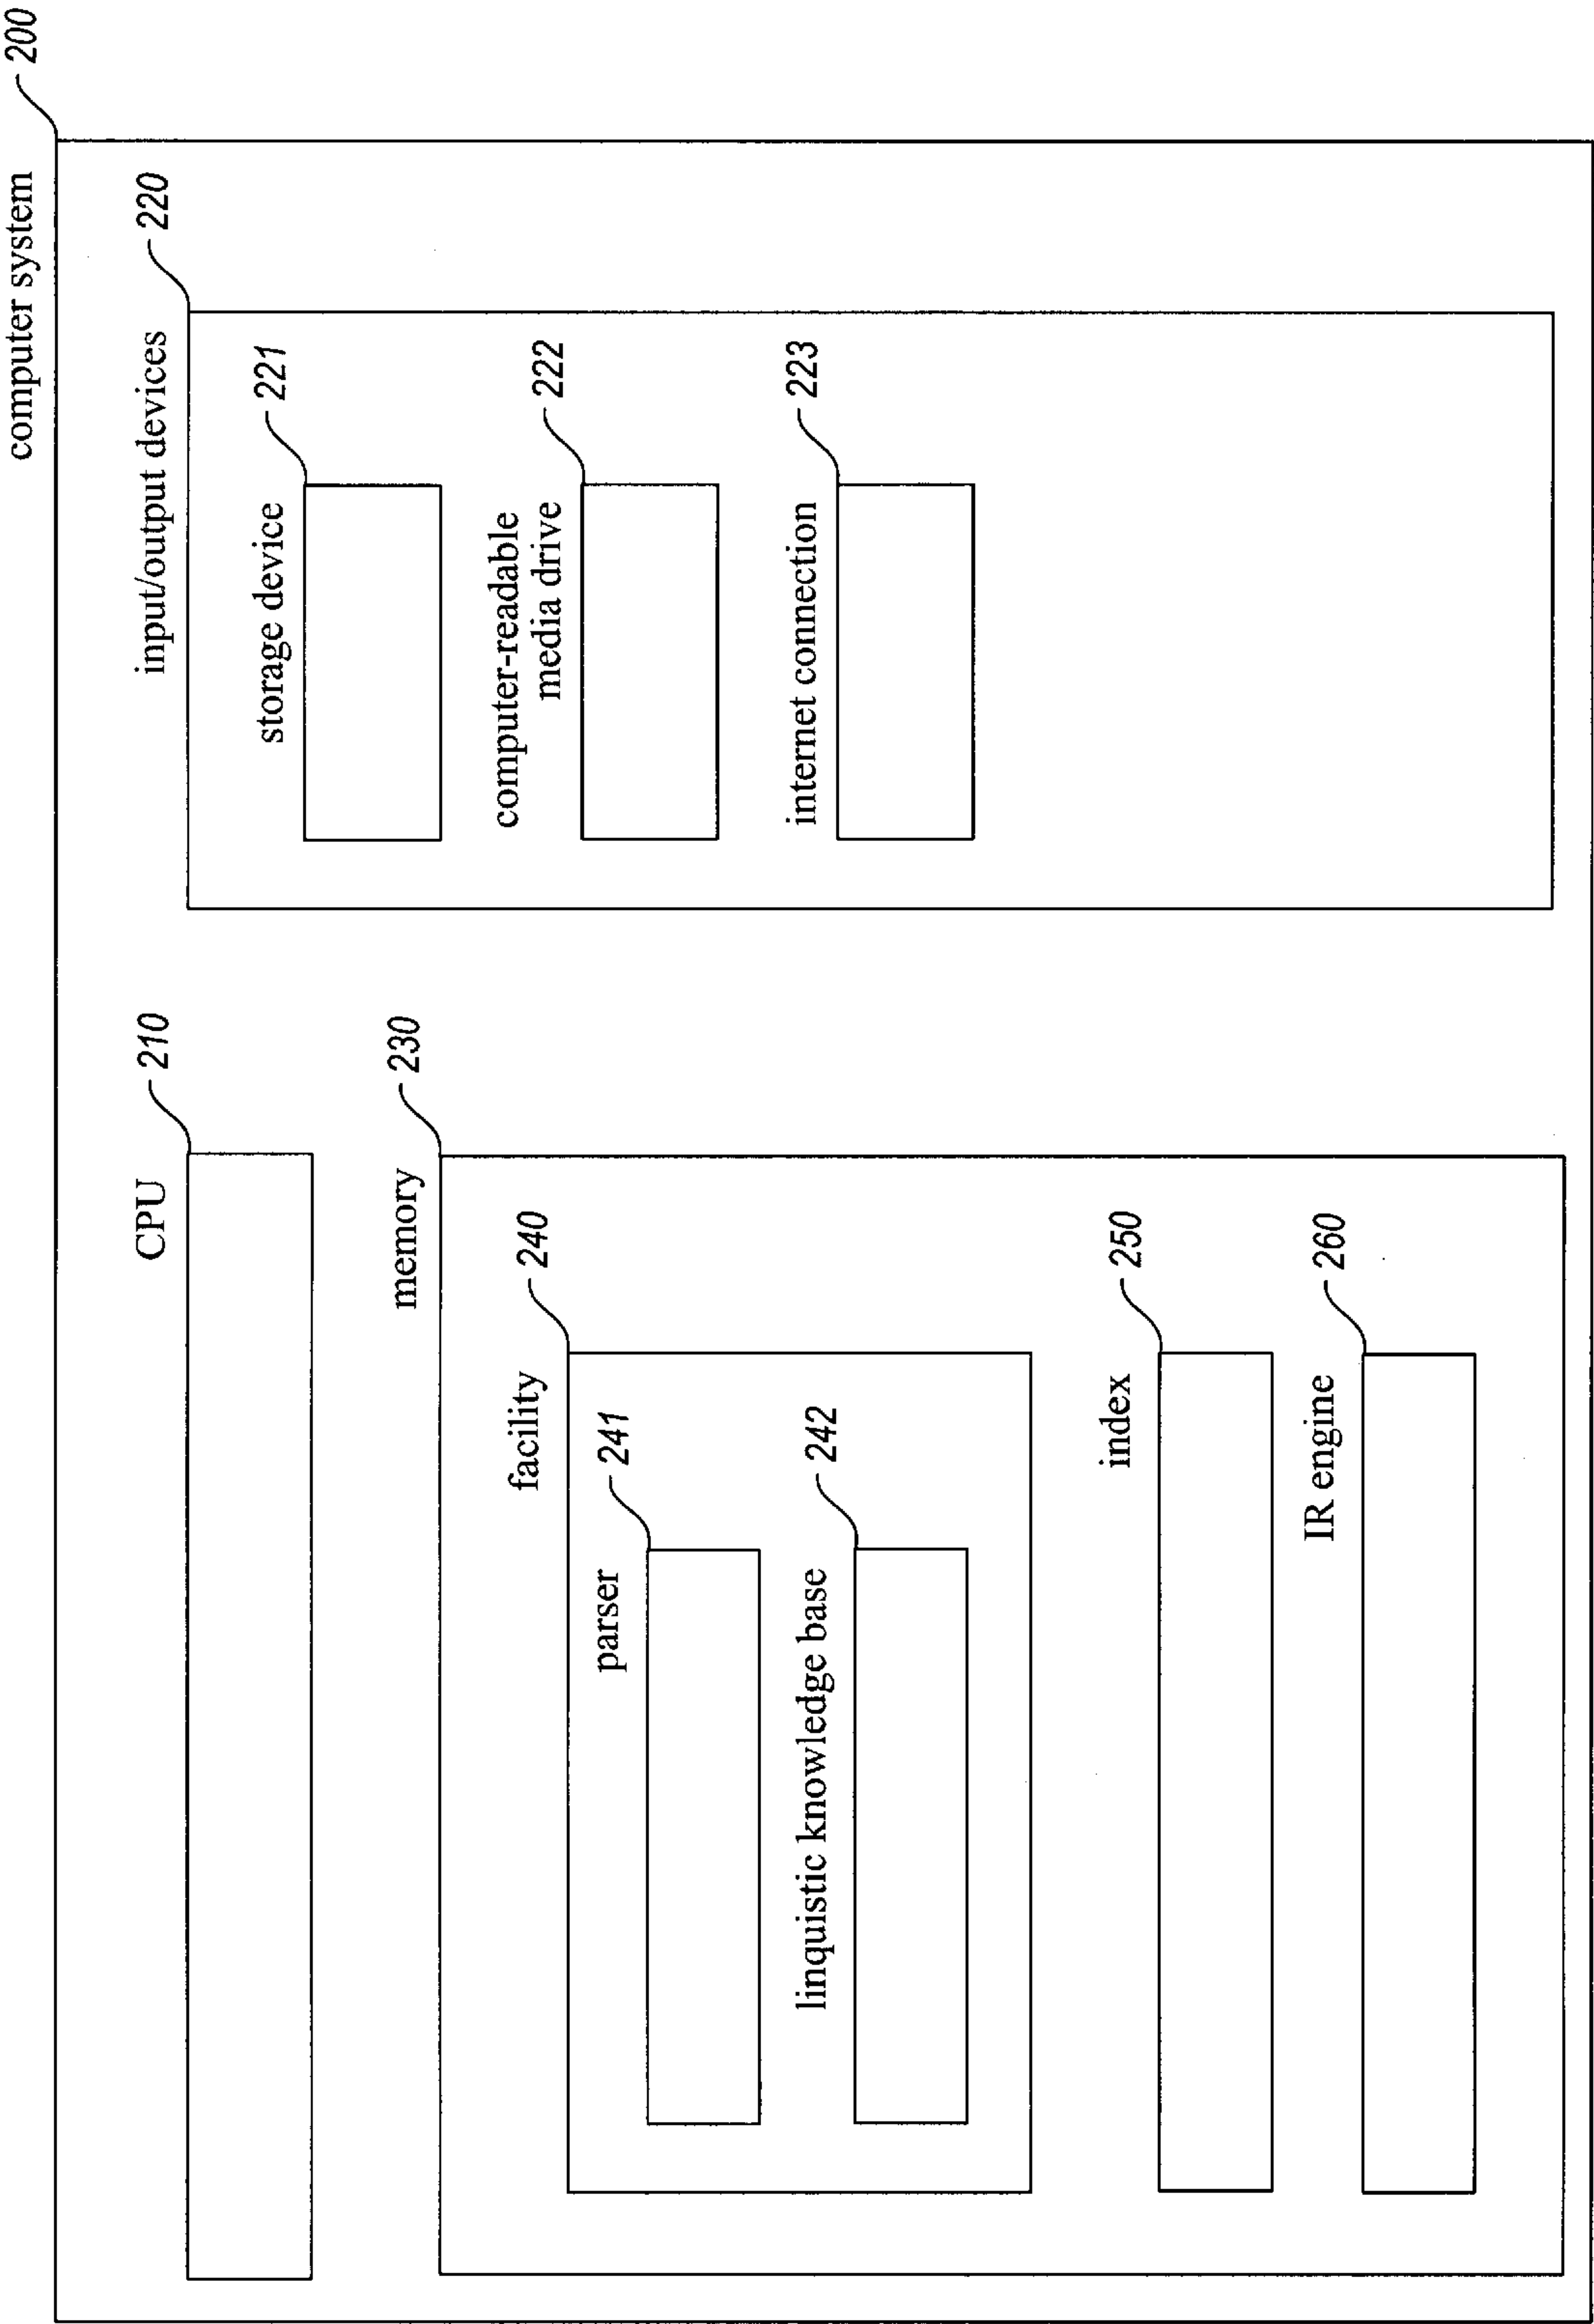 computer system
200
CPU
210
input/output devices
220
storage device
221
computer-readable
media drive
222
internet connection
223
memory
230
facility
240
parser
241
linquistic knowledge base
242
index
250
IR engine
260